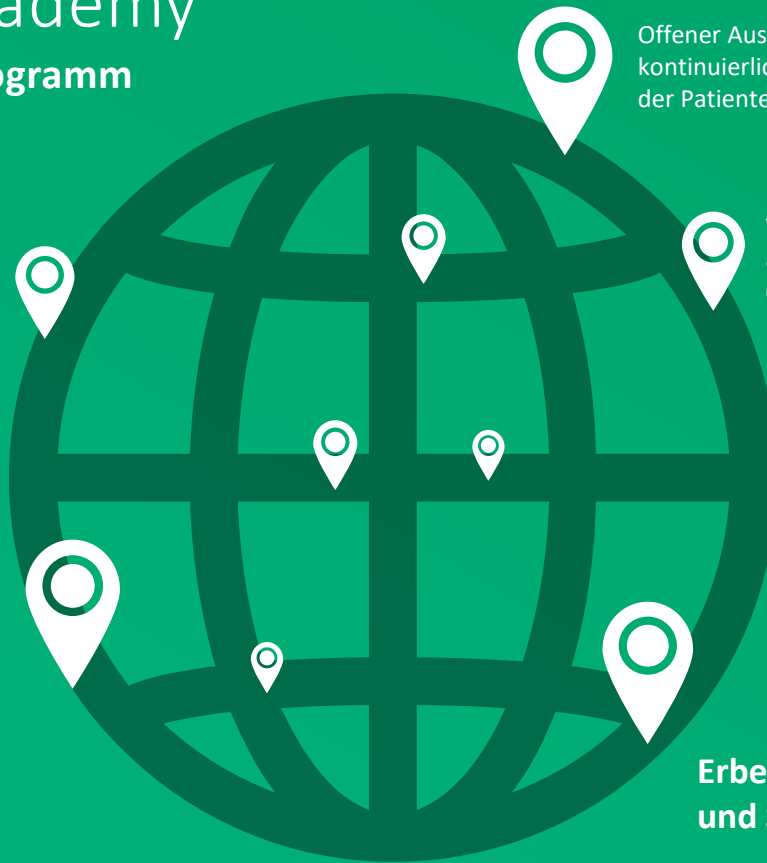 ademy
ogramm
Offener Aus
kontinuierlic
der Patiente
Erbe
und